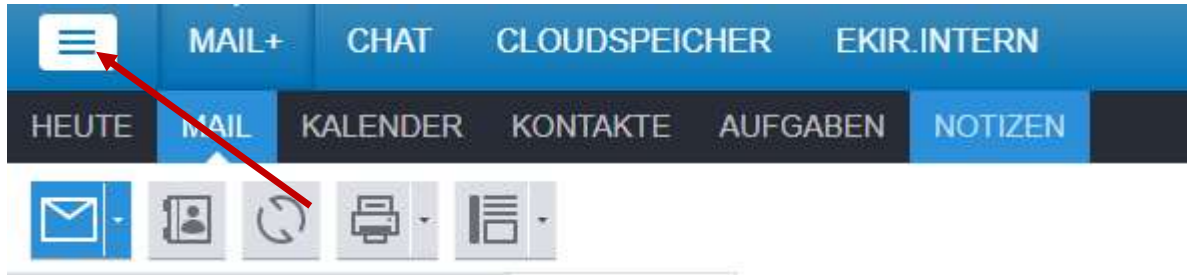 MAIL+ CHAT CLOUDSPEICHER EKIR.INTERN
HEUTE MAIL KALENDER KONTAKTE AUFGABEN NOTIZEN